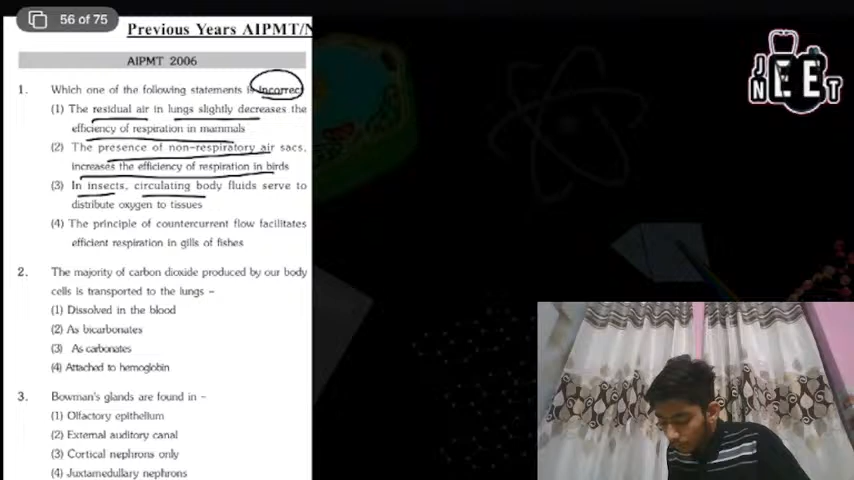 56 of 75
Previous Years AIPMT/N
JEE
NEET
AIPMT 2006
1. Which one of the following statements is incorrect
(1) The residual air in lungs slightly decreases the
efficiency of respiration in mammals
(2) The presence of non-respiratory air sacs,
increases the efficiency of respiration in birds
(3) In insects, circulating body fluids serve to
distribute oxygen to tissues
(4) The principle of countercurrent flow facilitates
efficient respiration in gills of fishes
2. The majority of carbon dioxide produced by our body
cells is transported to the lungs –
(1) Dissolved in the blood
(2) As bicarbonates
(3) As carbonates
(4) Attached to hemoglobin
3. Bowman's glands are found in –
(1) Olfactory epithelium
(2) External auditory canal
(3) Cortical nephrons only
(4) Juxtamedullary nephrons